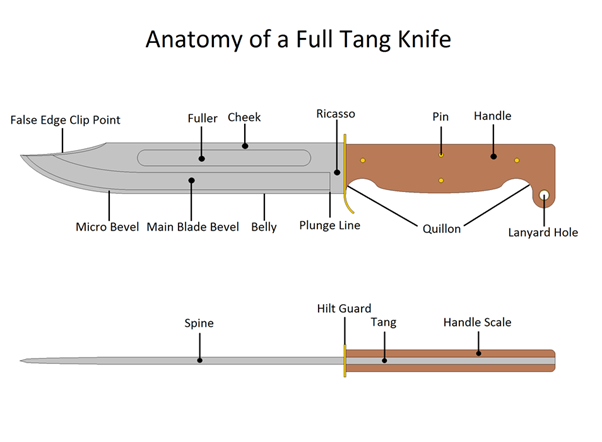 Anatomy of a Full Tang Knife
False Edge Clip Point
Fuller
Cheek
Ricasso
Pin
Handle
Micro Bevel
Main Blade Bevel
Belly
Plunge Line
Quillon
Lanyard Hole
Spine
Hilt Guard
Tang
Handle Scale